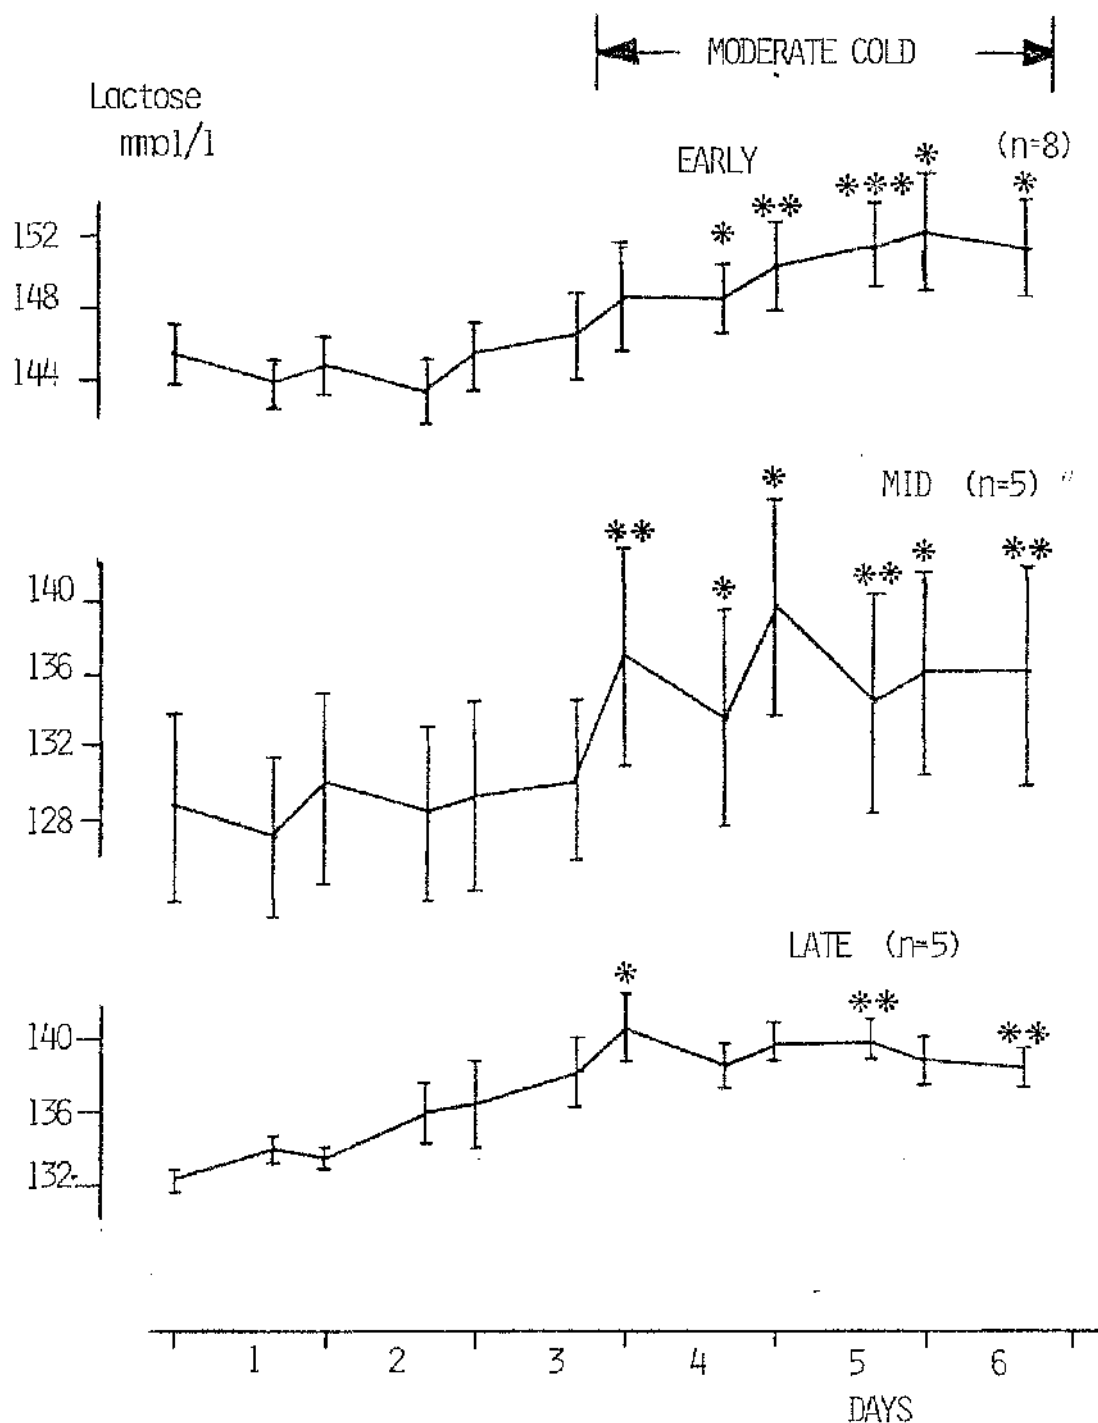 MODERATE COLD
Lactose
mmol/l
EARLY (n=8)
*
*** *
**
*
152
148
144
MID (n=5)
*
**
* **
**
*
140
136
132
128
LATE (n=5)
*
**
**
140
136
132
1 2 3 4 5 6
DAYS